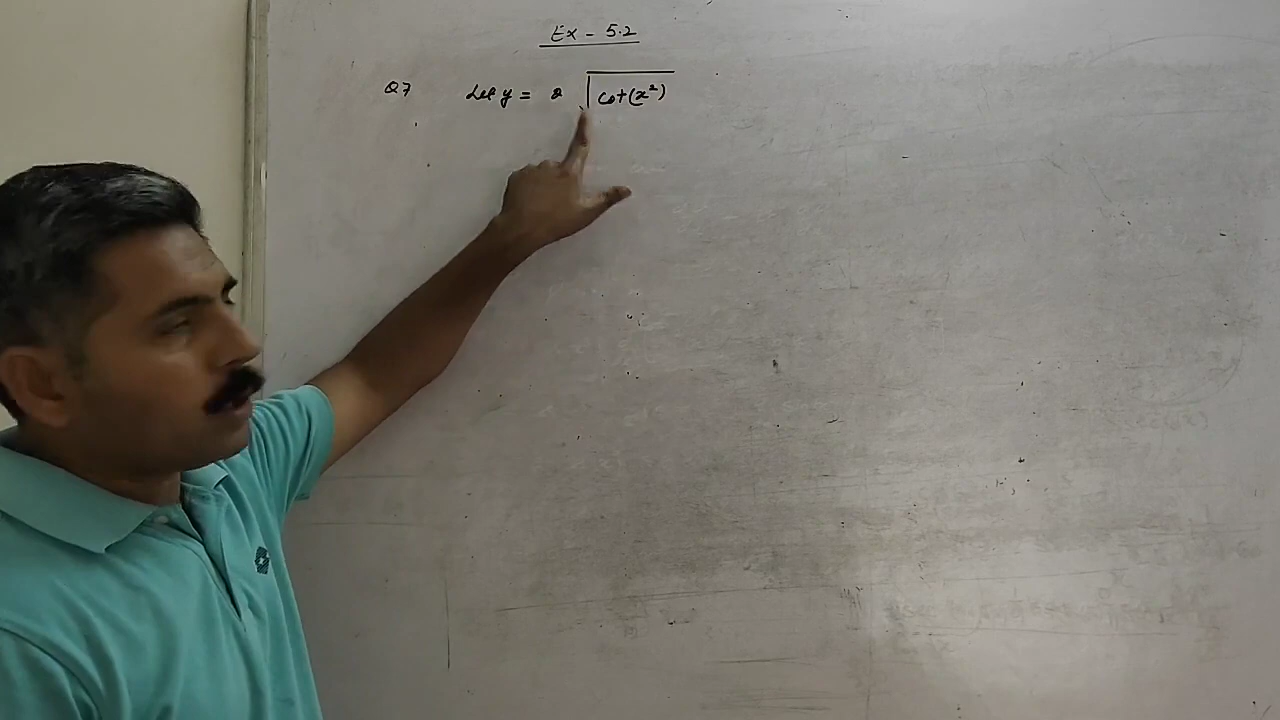 Ex - 5.2
Q7 Let y = 2 √cot(x²)